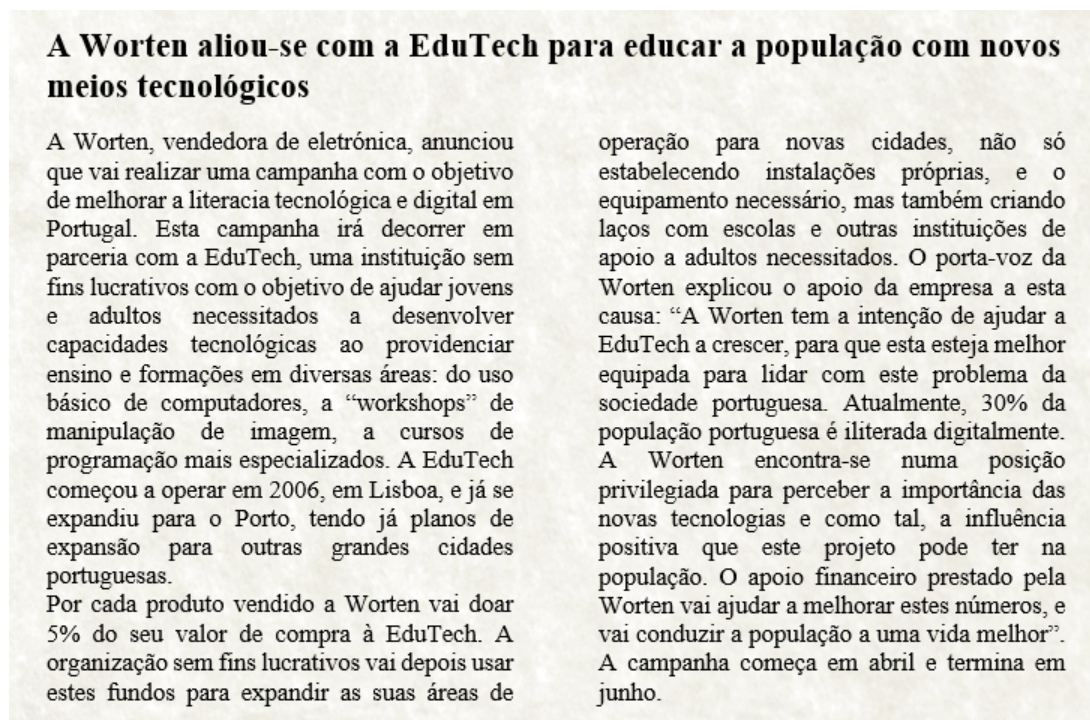 A Worten aliou-se com a EduTech para educar a população com novos
meios tecnológicos
A Worten, vendedora de eletrónica, anunciou
que vai realizar uma campanha com o objetivo
de melhorar a literacia tecnológica e digital em
Portugal. Esta campanha irá decorrer em
parceria com a EduTech, uma instituição sem
fins lucrativos com o objetivo de ajudar jovens
e adultos necessitados a desenvolver
capacidades tecnológicas ao providenciar
ensino e formações em diversas áreas: do uso
básico de computadores, a “workshops” de
manipulação de imagem, a cursos de
programação mais especializados. A EduTech
começou a operar em 2006, em Lisboa, e já se
expandiu para o Porto, tendo já planos de
expansão para outras grandes cidades
portuguesas.
Por cada produto vendido a Worten vai doar
5% do seu valor de compra à EduTech. A
organização sem fins lucrativos vai depois usar
estes fundos para expandir as suas áreas de
operação para novas cidades, não só
estabelecendo instalações próprias, e o
equipamento necessário, mas também criando
laços com escolas e outras instituições de
apoio a adultos necessitados. O porta-voz da
Worten explicou o apoio da empresa a esta
causa: “A Worten tem a intenção de ajudar a
EduTech a crescer, para que esta esteja melhor
equipada para lidar com este problema da
sociedade portuguesa. Atualmente, 30% da
população portuguesa é iliterada digitalmente.
A Worten encontra-se numa posição
privilegiada para perceber a importância das
novas tecnologias e como tal, a influência
positiva que este projeto pode ter na
população. O apoio financeiro prestado pela
Worten vai ajudar a melhorar estes números, e
vai conduzir a população a uma vida melhor”.
A campanha começa em abril e termina em
junho.